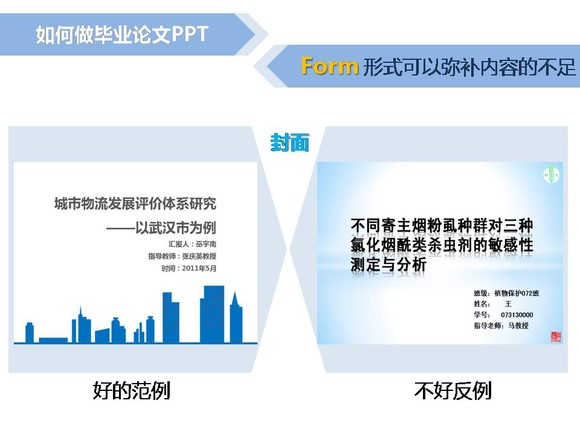 如何做毕业论文PPT
Form 形式可以弥补内容的不足
封面
城市物流发展评价体系研究
——以武汉市为例
汇报人：巫宇南
指导教师：张庆英教授
时间：2011年5月
不同寄主烟粉虱种群对三种
氯化烟酰类杀虫剂的敏感性
测定与分析
班级：植物保护072班
姓名： 王
学号： 073130000
指导老师：马教授
好的范例
不好反例